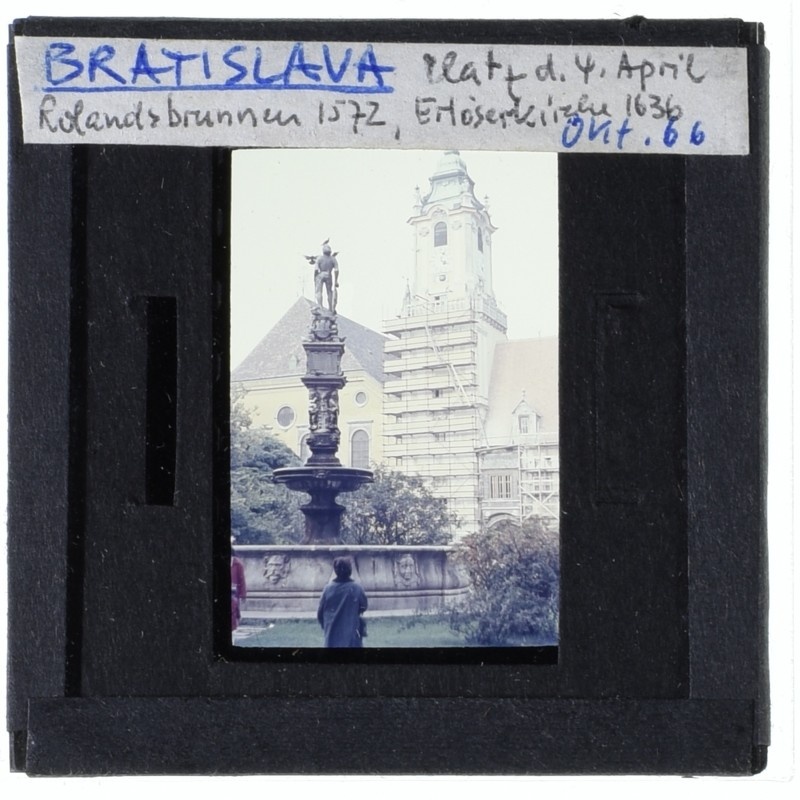 BRATISLAVA Platz d. 4. April
Rolandsbrunnen 1572, Erlöserkirche 1636
Okt. 66